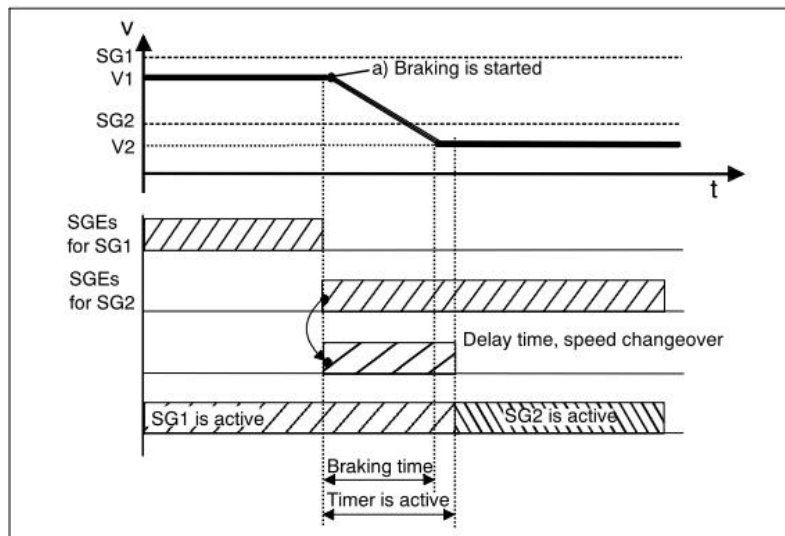 v
SG1
V1
a) Braking is started
SG2
V2
t
SGEs
for SG1
SGEs
for SG2
Delay time, speed changeover
SG1 is active
SG2 is active
Braking time
Timer is active